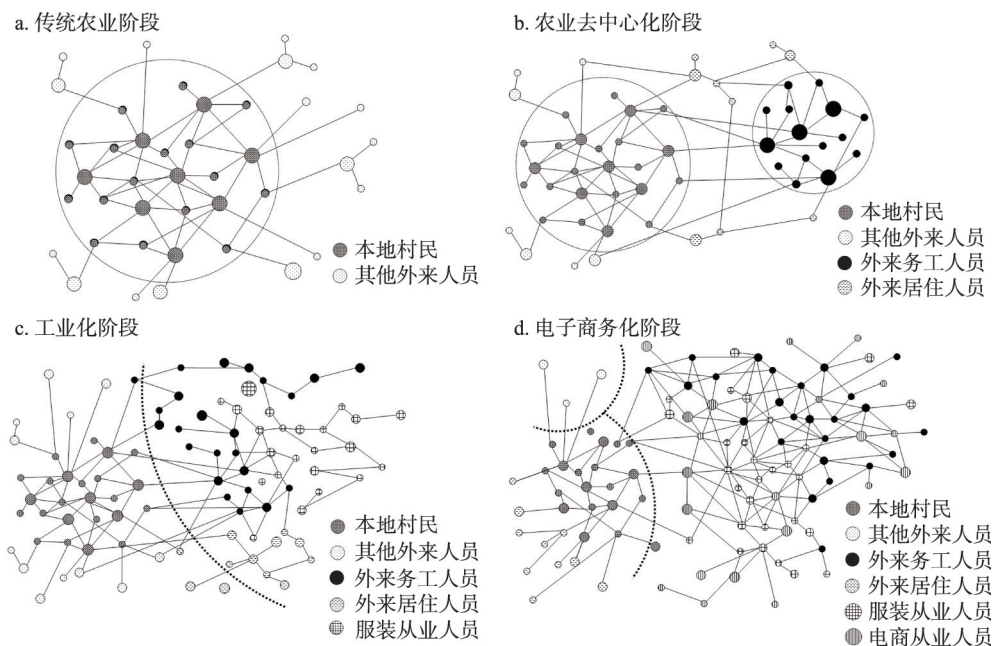 a. 传统农业阶段
本地村民
其他外来人员
b. 农业去中心化阶段
本地村民
其他外来人员
外来务工人员
外来居住人员
c. 工业化阶段
本地村民
其他外来人员
外来务工人员
外来居住人员
服装从业人员
d. 电子商务化阶段
本地村民
其他外来人员
外来务工人员
外来居住人员
服装从业人员
电商从业人员